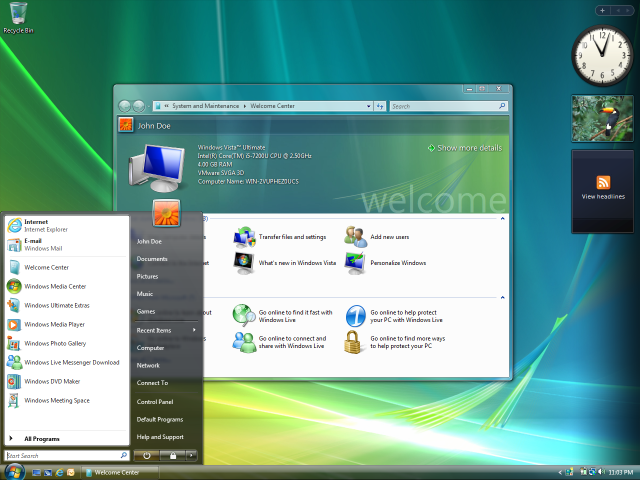 Recycle Bin
System and Maintenance
Welcome Center
Search
John Doe
Windows Vista™ Ultimate
Intel(R) Core(TM) i5-7200U CPU @ 2.50GHz
4.00 GB RAM
VMware SVGA 3D
Computer Name: WIN-2VUPHEZ0UCS
Show more details
welcome
Transfer files and settings
Add new users
What's new in Windows Vista
Personalize Windows
Go online to find it fast with
Windows Live
Go online to help protect
your PC with Windows Live
Go online to connect and
share with Windows Live
Go online to find more ways
to help protect your PC
View headlines
Internet
Internet Explorer
E-mail
Windows Mail
Welcome Center
Windows Media Center
Windows Ultimate Extras
Windows Media Player
Windows Photo Gallery
Windows Live Messenger Download
Windows DVD Maker
Windows Meeting Space
All Programs
Start Search
John Doe
Documents
Pictures
Music
Games
Recent Items
Computer
Network
Connect To
Control Panel
Default Programs
Help and Support
Welcome Center
11:03 PM